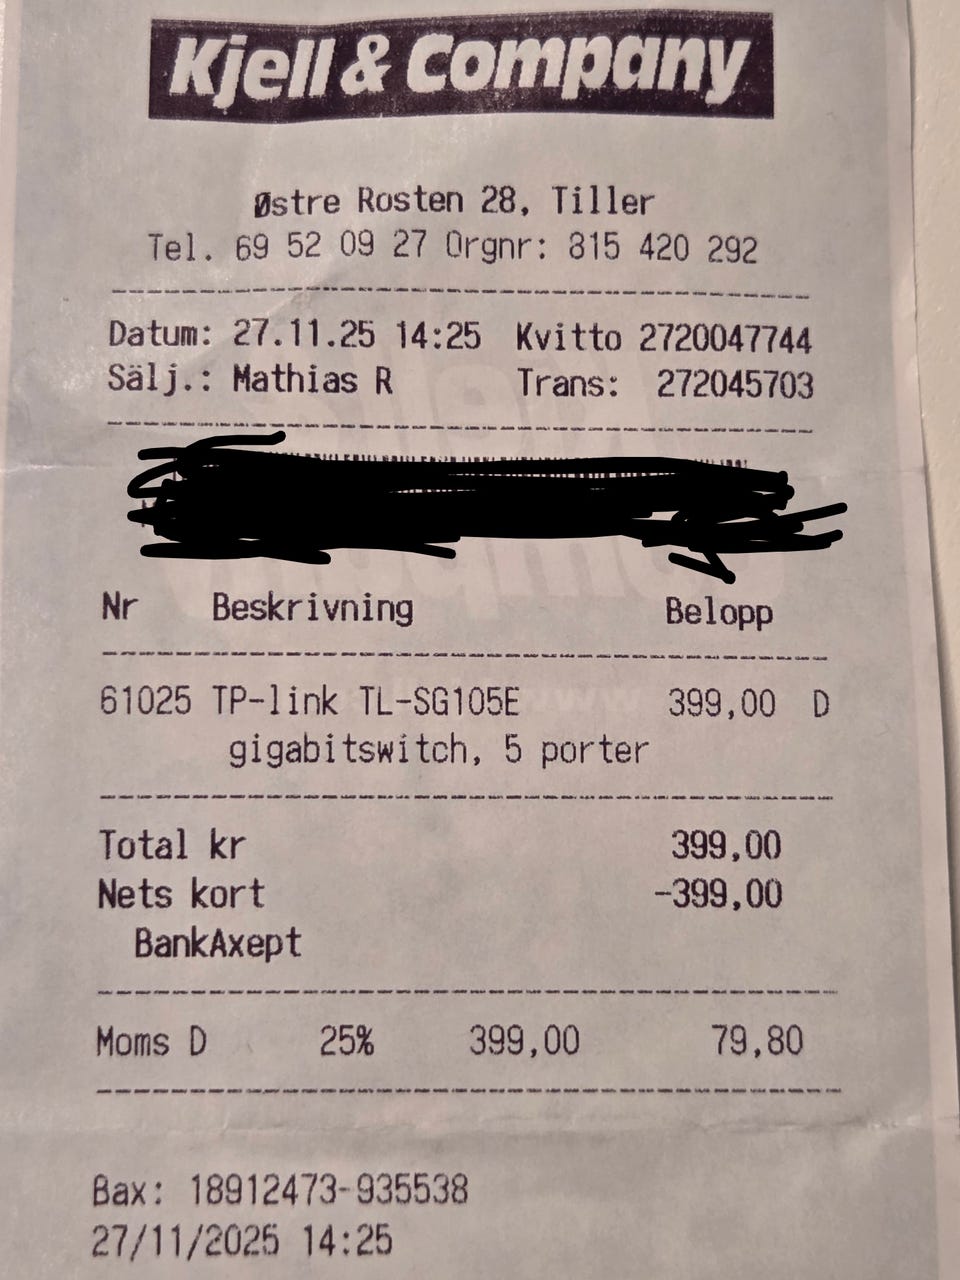 Kjell & Company
Østre Rosten 28, Tiller
Tel. 69 52 09 27 Orgnr: 815 420 292
Datum: 27.11.25 14:25 Kvitto 2720047744
Sälj.: Mathias R Trans: 272045703
Nr Beskrivning Belopp
61025 TP-link TL-SG105E 399,00 D
gigabitswitch, 5 porter
Total kr 399,00
Nets kort -399,00
BankAxept
Moms D 25% 399,00 79,80
Bax: 18912473-935538
27/11/2025 14:25